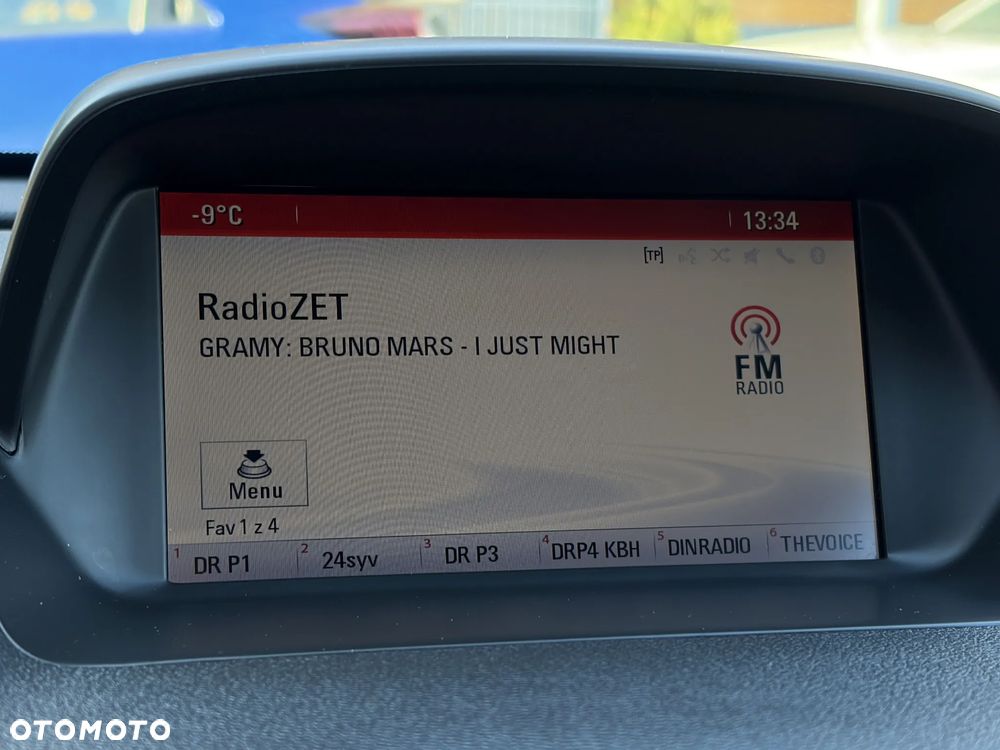 -9°C 13:34
[TP]
RadioZET
GRAMY: BRUNO MARS - I JUST MIGHT
FM
RADIO
Menu
Fav 1 z 4
1 DR P1 2 24syv 3 DR P3 4 DRP4 KBH 5 DINRADIO 6 THEVOICE
OTOMOTO